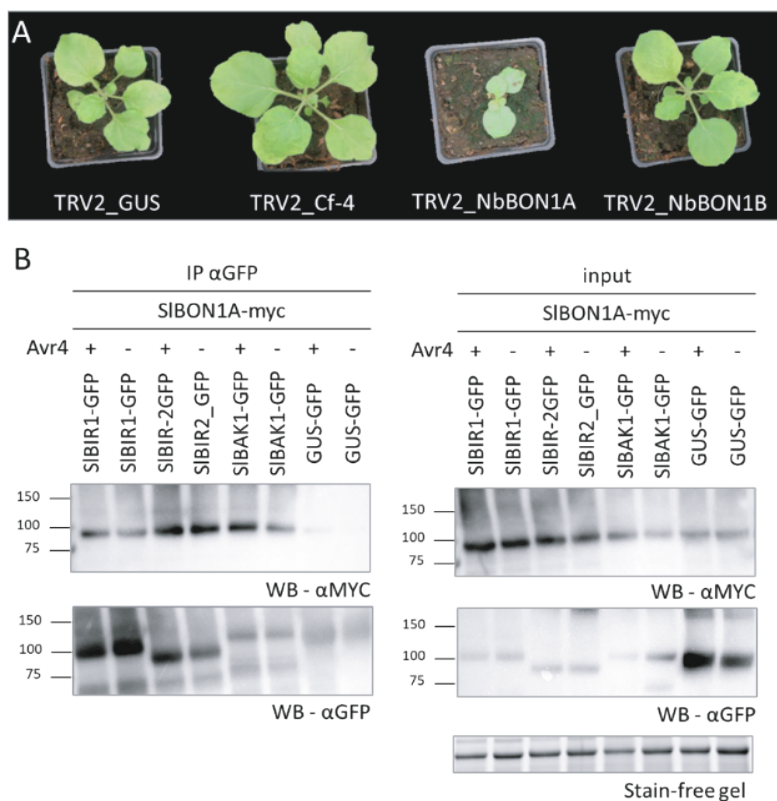 A
TRV2_GUS TRV2_Cf-4 TRV2_NbBON1A TRV2_NbBON1B
B
IP αGFP
SlBON1A-myc
Avr4 + - + - + - + -
SlBIR1-GFP SlBIR1-GFP SlBIR-2GFP SlBIR2_GFP SlBAK1-GFP SlBAK1-GFP GUS-GFP GUS-GFP
150
100
75
WB - αMYC
150
100
75
WB - αGFP
input
SlBON1A-myc
Avr4 + - + - + - + -
SlBIR1-GFP SlBIR1-GFP SlBIR-2GFP SlBIR2_GFP SlBAK1-GFP SlBAK1-GFP GUS-GFP GUS-GFP
150
100
75
WB - αMYC
150
100
75
WB - αGFP
Stain-free gel